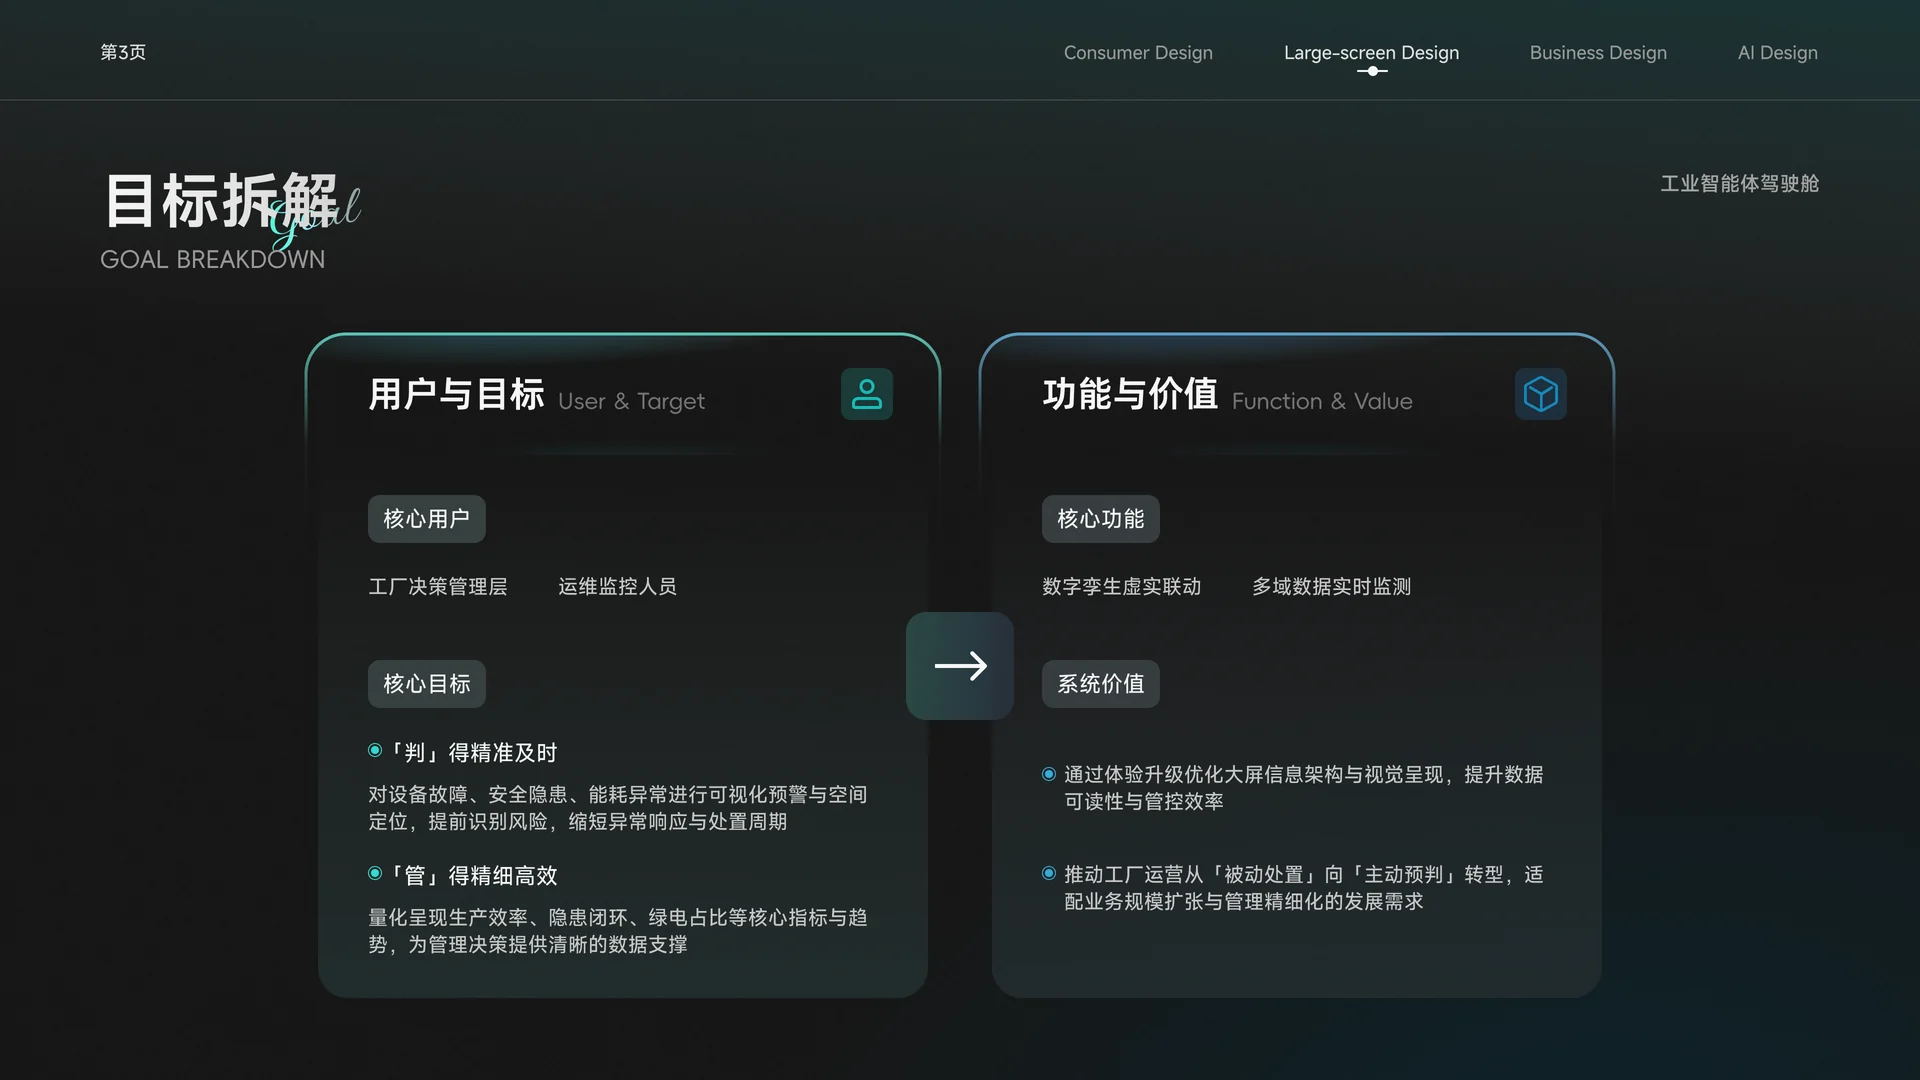 第3页
Consumer Design
Large-screen Design
Business Design
AI Design
目标拆解
Goal
GOAL BREAKDOWN
工业智能体驾驶舱
用户与目标 User & Target
核心用户
工厂决策管理层 运维监控人员
核心目标
「判」得精准及时
对设备故障、安全隐患、能耗异常进行可视化预警与空间
定位，提前识别风险，缩短异常响应与处置周期
「管」得精细高效
量化呈现生产效率、隐患闭环、绿电占比等核心指标与趋
势，为管理决策提供清晰的数据支撑
功能与价值 Function & Value
核心功能
数字孪生虚实联动 多域数据实时监测
系统价值
通过体验升级优化大屏信息架构与视觉呈现，提升数据
可读性与管控效率
推动工厂运营从「被动处置」向「主动预判」转型，适
配业务规模扩张与管理精细化的发展需求